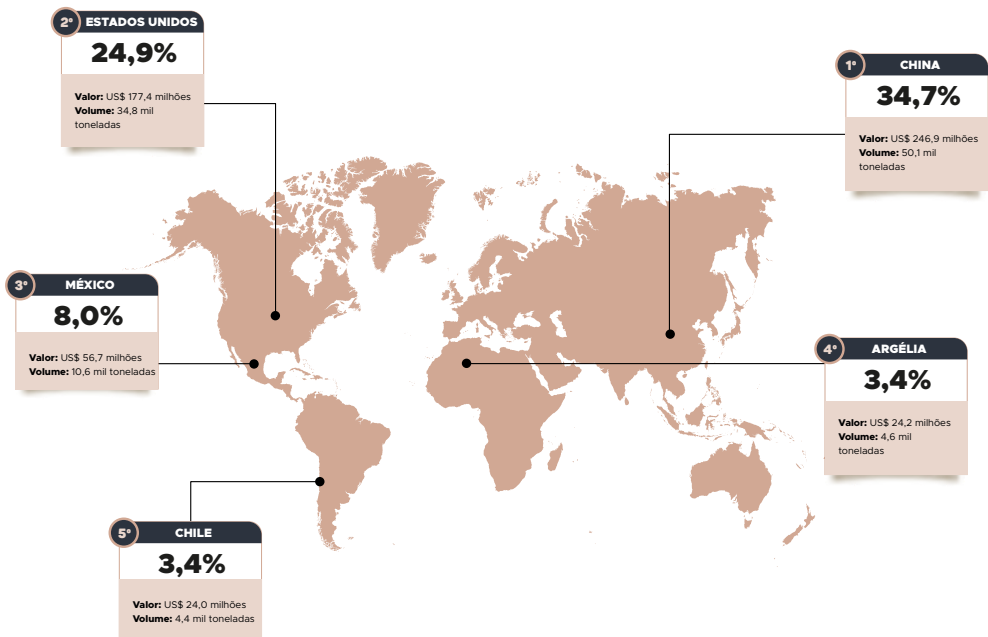 2º ESTADOS UNIDOS
24,9%
Valor: US$ 177,4 milhões
Volume: 34,8 mil
toneladas
1º CHINA
34,7%
Valor: US$ 246,9 milhões
Volume: 50,1 mil
toneladas
3º MÉXICO
8,0%
Valor: US$ 56,7 milhões
Volume: 10,6 mil toneladas
4º ARGÉLIA
3,4%
Valor: US$ 24,2 milhões
Volume: 4,6 mil
toneladas
5º CHILE
3,4%
Valor: US$ 24,0 milhões
Volume: 4,4 mil toneladas